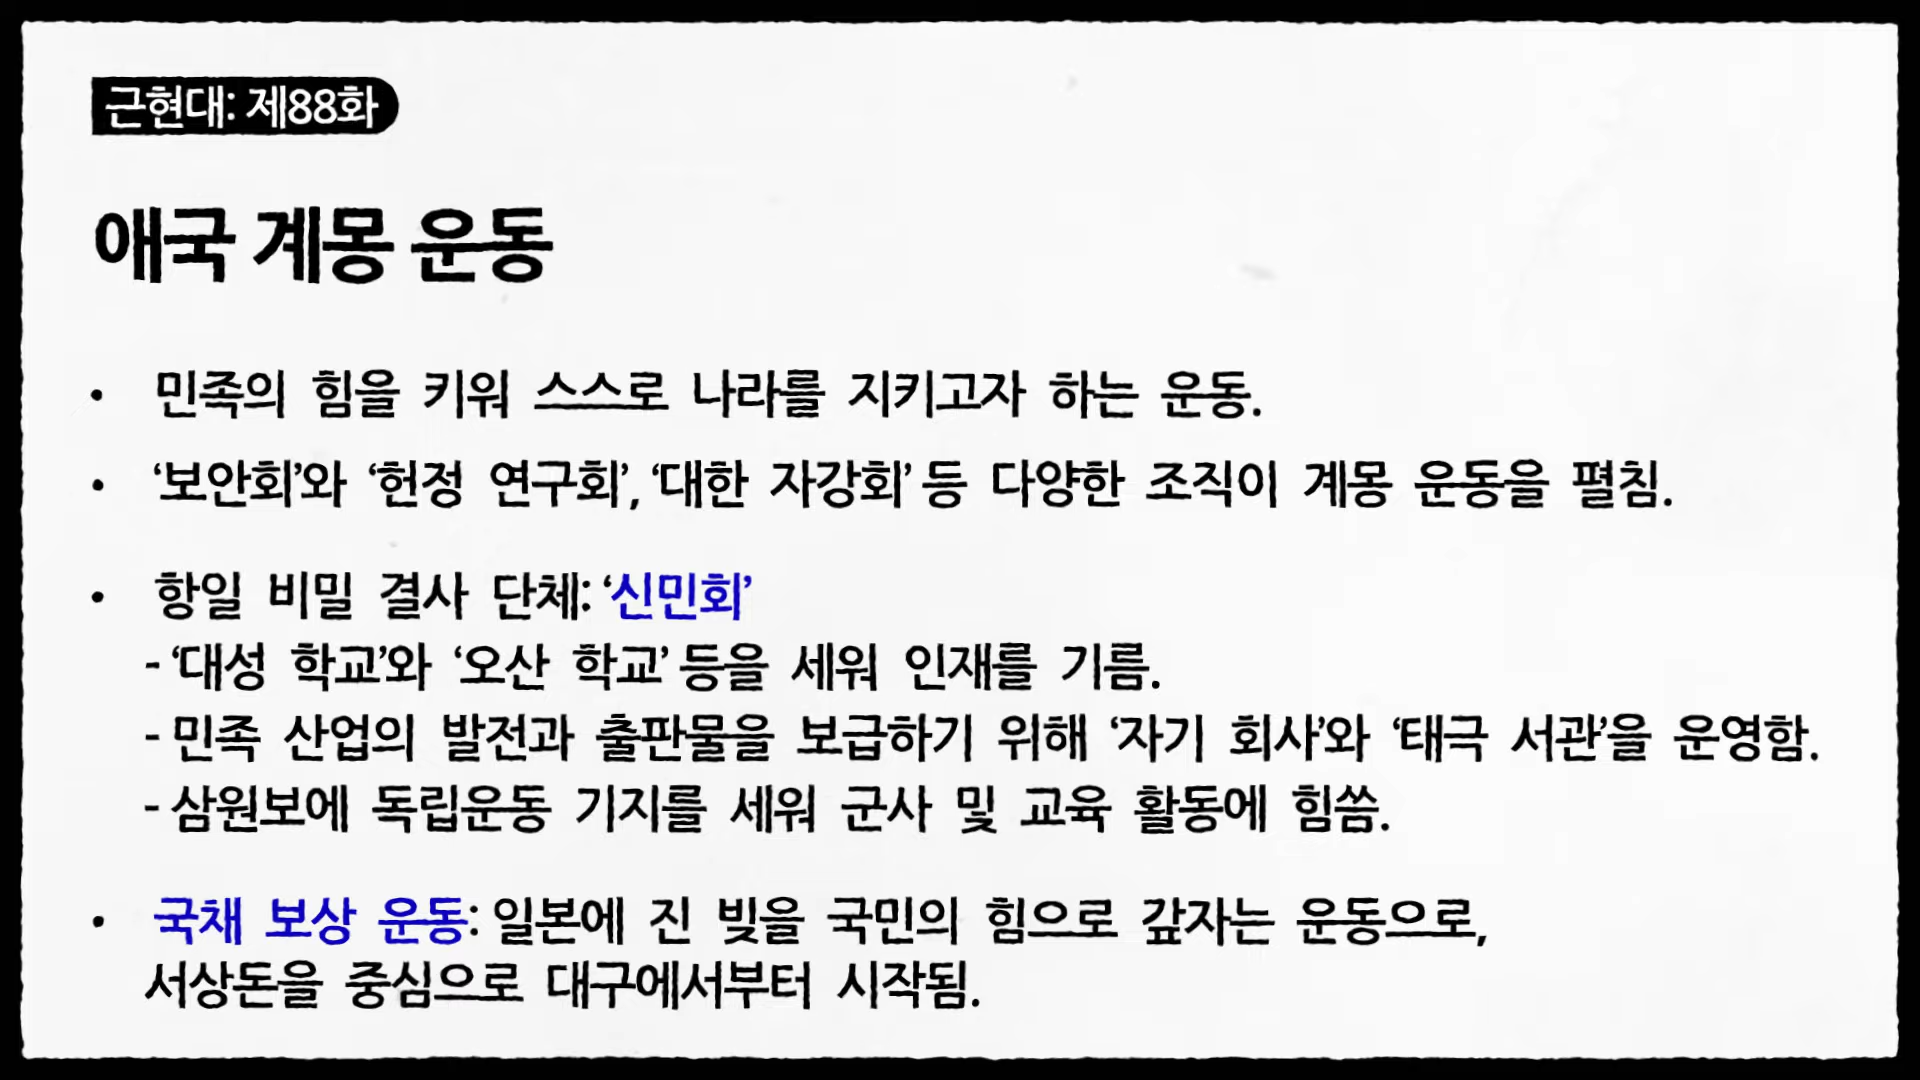 근현대: 제88화
애국 계몽 운동
• 민족의 힘을 키워 스스로 나라를 지키고자 하는 운동.
• ‘보안회’와 ‘헌정 연구회’, ‘대한 자강회’ 등 다양한 조직이 계몽 운동을 펼침.
• 항일 비밀 결사 단체: ‘신민회’
- ‘대성 학교’와 ‘오산 학교’ 등을 세워 인재를 기름.
- 민족 산업의 발전과 출판물을 보급하기 위해 ‘자기 회사’와 ‘태극 서관’을 운영함.
- 삼원보에 독립운동 기지를 세워 군사 및 교육 활동에 힘씀.
• 국채 보상 운동: 일본에 진 빚을 국민의 힘으로 갚자는 운동으로,
서상돈을 중심으로 대구에서부터 시작됨.